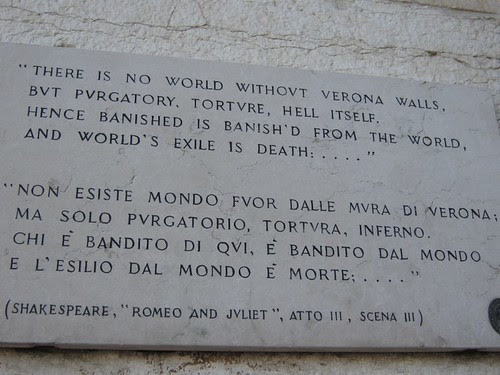 "THERE IS NO WORLD WITHOVT VERONA WALLS,
BVT PVRGATORY, TORTVRE, HELL ITSELF.
HENCE BANISHED IS BANISH'D FROM THE WORLD,
AND WORLD'S EXILE IS DEATH: . . . ."
"NON ESISTE MONDO FVOR DALLE MVRA DI VERONA;
MA SOLO PVRGATORIO, TORTVRA, INFERNO.
CHI È BANDITO DI QVI, È BANDITO DAL MONDO
E L'ESILIO DAL MONDO È MORTE; . . . ."
(SHAKESPEARE, "ROMEO AND JVLIET", ATTO III, SCENA III)